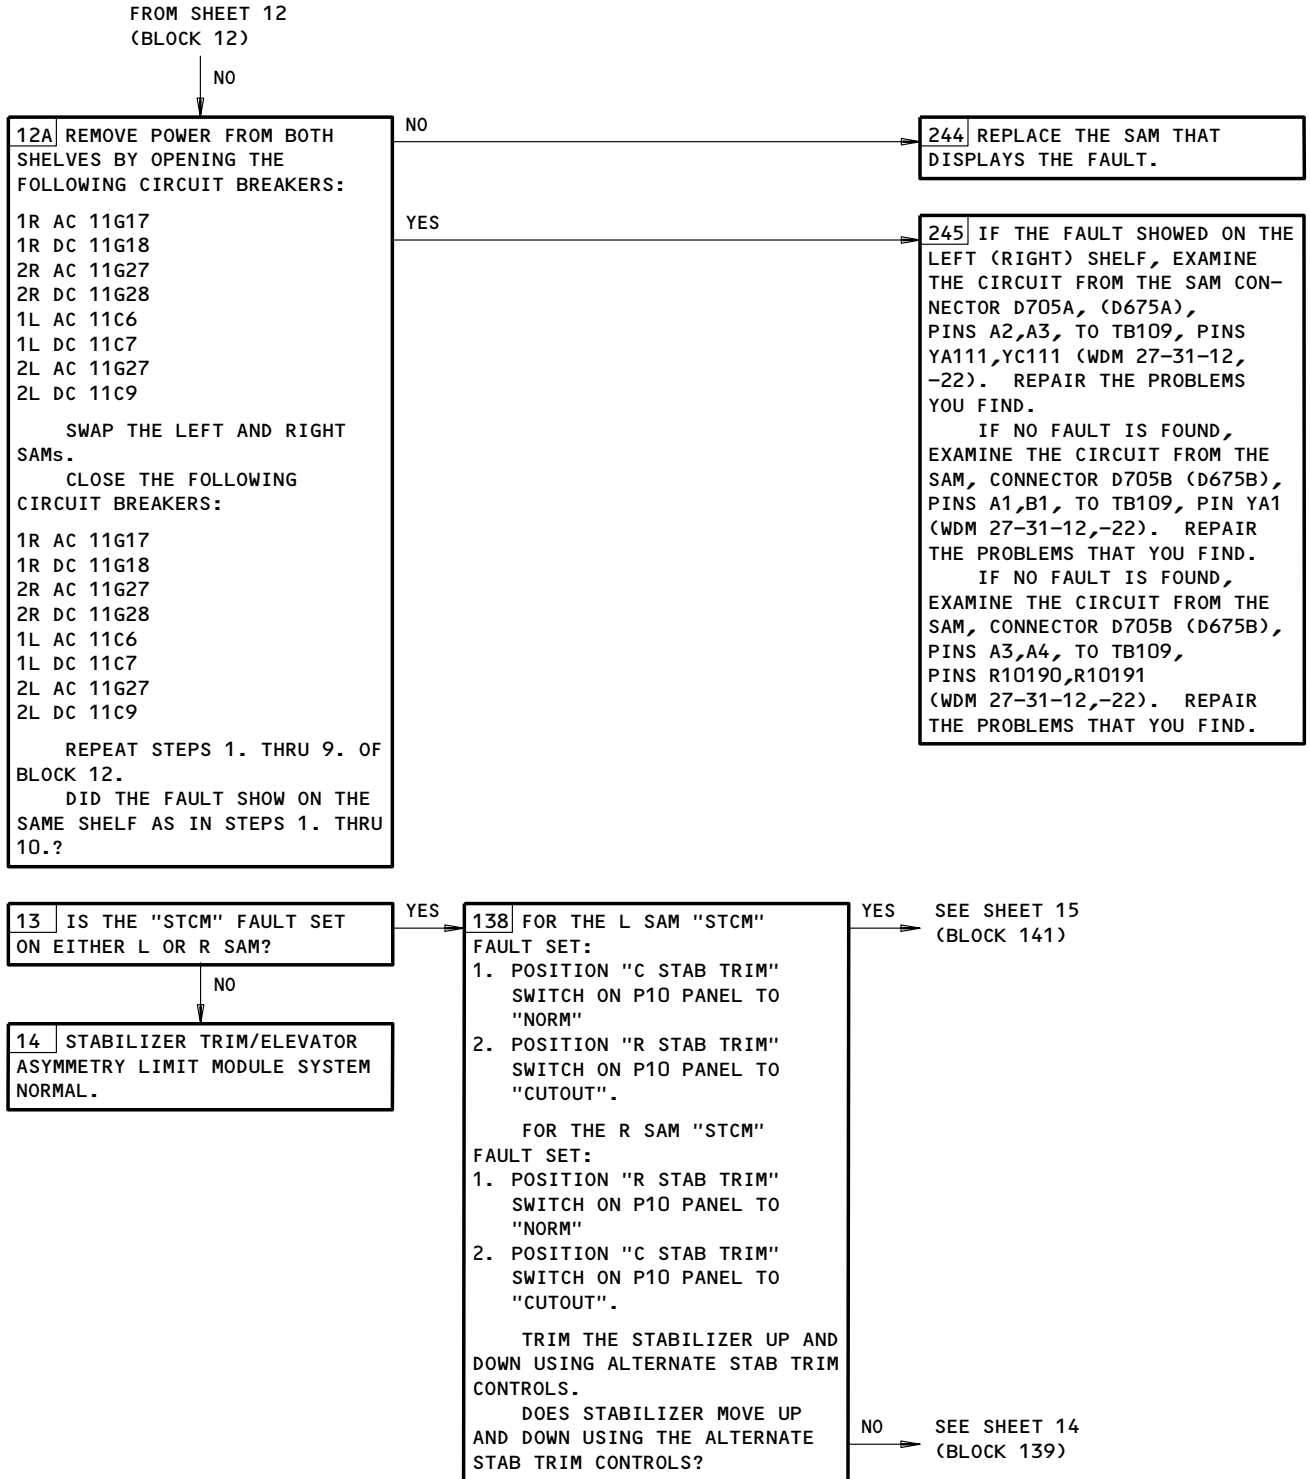 FROM SHEET 12
(BLOCK 12)
NO
12A REMOVE POWER FROM BOTH
SHELVES BY OPENING THE
FOLLOWING CIRCUIT BREAKERS:
1R AC 11G17
1R DC 11G18
2R AC 11G27
2R DC 11G28
1L AC 11C6
1L DC 11C7
2L AC 11G27
2L DC 11C9
SWAP THE LEFT AND RIGHT
SAMs.
CLOSE THE FOLLOWING
CIRCUIT BREAKERS:
1R AC 11G17
1R DC 11G18
2R AC 11G27
2R DC 11G28
1L AC 11C6
1L DC 11C7
2L AC 11G27
2L DC 11C9
REPEAT STEPS 1. THRU 9. OF
BLOCK 12.
DID THE FAULT SHOW ON THE
SAME SHELF AS IN STEPS 1. THRU
10.?
NO
244 REPLACE THE SAM THAT
DISPLAYS THE FAULT.
YES
245 IF THE FAULT SHOWED ON THE
LEFT (RIGHT) SHELF, EXAMINE
THE CIRCUIT FROM THE SAM CON-
NECTOR D705A, (D675A),
PINS A2,A3, TO TB109, PINS
YA111,YC111 (WDM 27-31-12,
-22). REPAIR THE PROBLEMS
YOU FIND.
IF NO FAULT IS FOUND,
EXAMINE THE CIRCUIT FROM THE
SAM, CONNECTOR D705B (D675B),
PINS A1,B1, TO TB109, PIN YA1
(WDM 27-31-12,-22). REPAIR
THE PROBLEMS THAT YOU FIND.
IF NO FAULT IS FOUND,
EXAMINE THE CIRCUIT FROM THE
SAM, CONNECTOR D705B (D675B),
PINS A3,A4, TO TB109,
PINS R10190,R10191
(WDM 27-31-12,-22). REPAIR
THE PROBLEMS THAT YOU FIND.
13 IS THE "STCM" FAULT SET
ON EITHER L OR R SAM?
YES
NO
14 STABILIZER TRIM/ELEVATOR
ASYMMETRY LIMIT MODULE SYSTEM
NORMAL.
138 FOR THE L SAM "STCM"
FAULT SET:
1. POSITION "C STAB TRIM"
SWITCH ON P10 PANEL TO
"NORM"
2. POSITION "R STAB TRIM"
SWITCH ON P10 PANEL TO
"CUTOUT".
FOR THE R SAM "STCM"
FAULT SET:
1. POSITION "R STAB TRIM"
SWITCH ON P10 PANEL TO
"NORM"
2. POSITION "C STAB TRIM"
SWITCH ON P10 PANEL TO
"CUTOUT".
TRIM THE STABILIZER UP AND
DOWN USING ALTERNATE STAB TRIM
CONTROLS.
DOES STABILIZER MOVE UP
AND DOWN USING THE ALTERNATE
STAB TRIM CONTROLS?
YES
SEE SHEET 15
(BLOCK 141)
NO
SEE SHEET 14
(BLOCK 139)